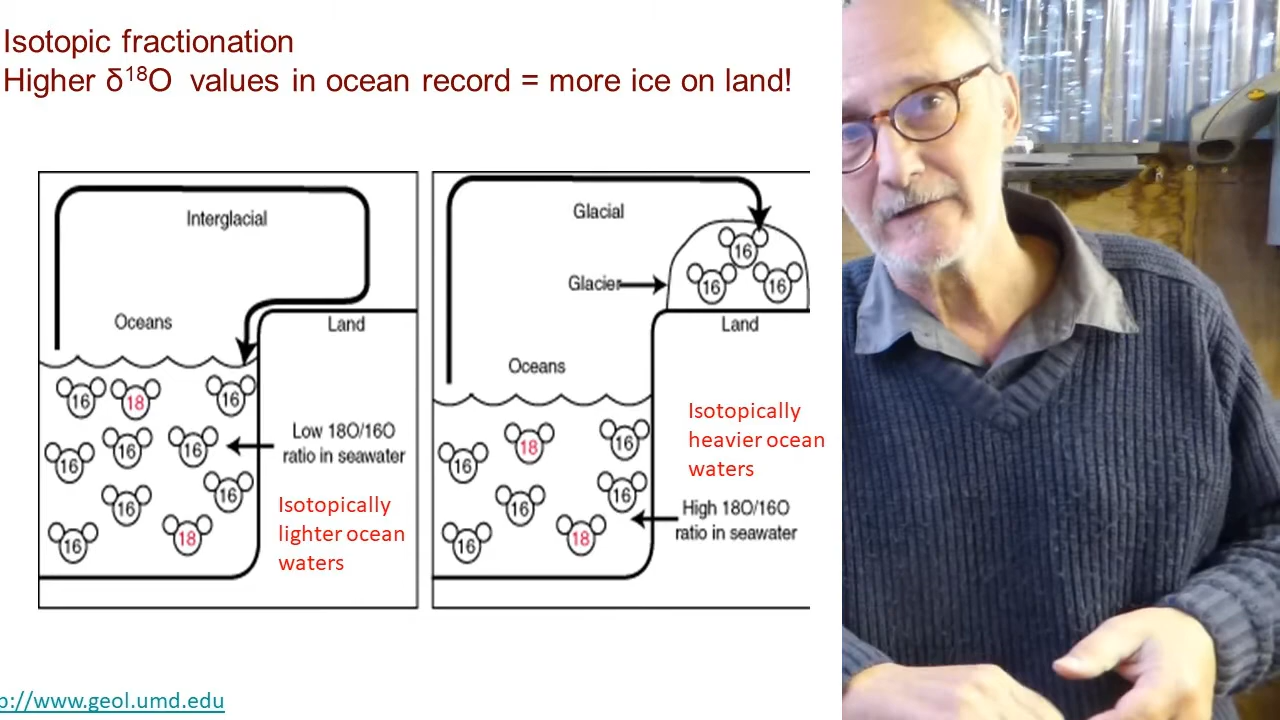 Isotopic fractionation
Higher δ¹⁸O values in ocean record = more ice on land!
Interglacial
Oceans
Land
16
18
16
16
16
16
16
16
16
18
Low 18O/16O
ratio in seawater
Isotopically
lighter ocean
waters
Glacial
16
16
16
Glacier
Land
Oceans
18
16
16
16
16
16
18
Isotopically
heavier ocean
waters
High 18O/16O
ratio in seawater
p://www.geol.umd.edu